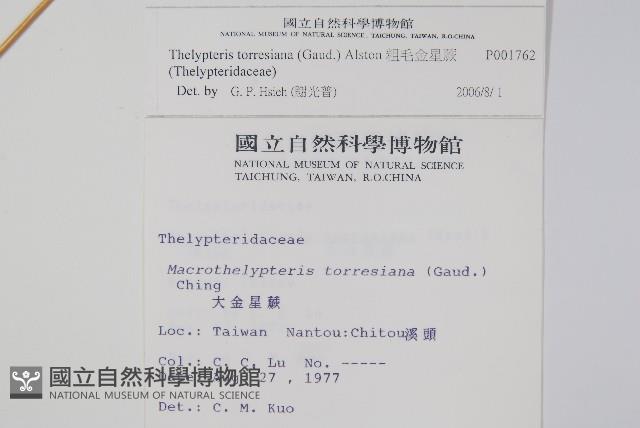 國立自然科學博物館
NATIONAL MUSEUM OF NATURAL SCIENCE, TAICHUNG, TAIWAN, R.O.CHINA
Thelypteris torresiana (Gaud.) Alston 粗毛金星蕨 P001762
(Thelypteridaceae)
Det. by G. P. Hsieh (謝光普) 2006/8/1
國立自然科學博物館
NATIONAL MUSEUM OF NATURAL SCIENCE
TAICHUNG, TAIWAN, R.O.CHINA
Thelypteridaceae
Macrothelypteris torresiana (Gaud.)
Ching
大金星蕨
Loc.: Taiwan Nantou:Chitou溪頭
Col.: C. C. Lu No. -----
27 , 1977
Det.: C. M. Kuo
國立自然科學博物館
NATIONAL MUSEUM OF NATURAL SCIENCE